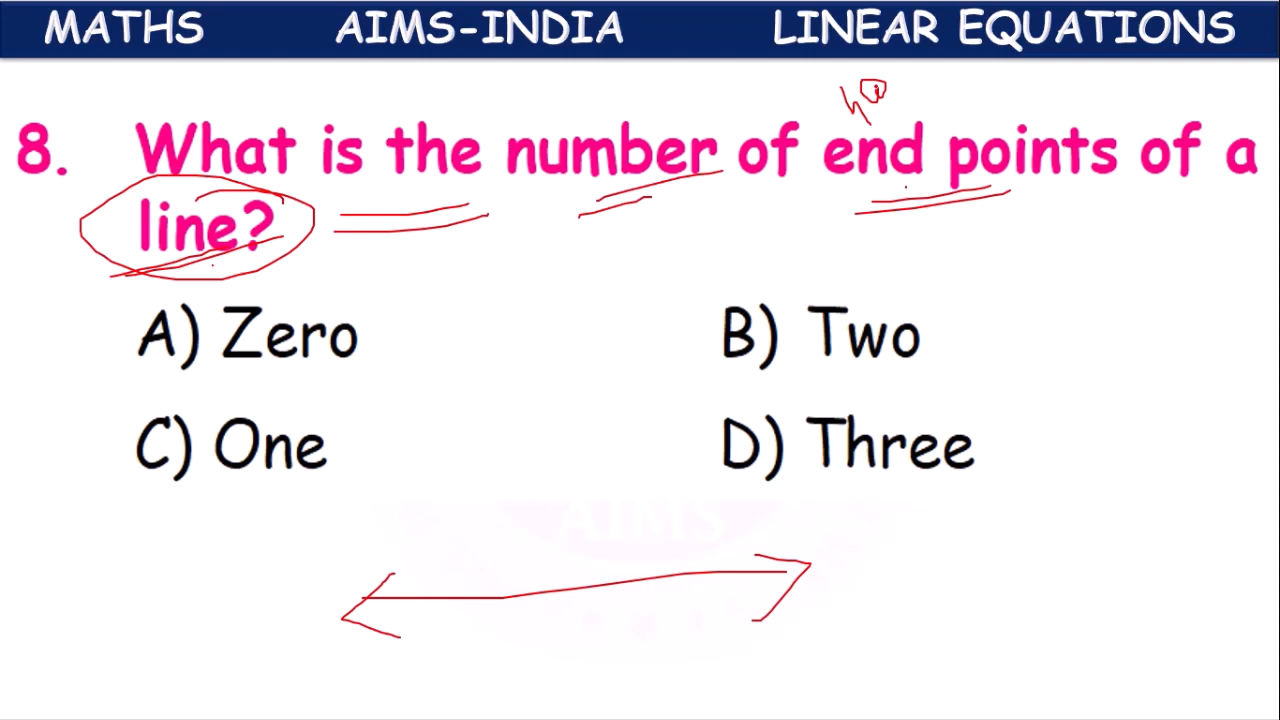 MATHS AIMS-INDIA LINEAR EQUATIONS
8. What is the number of end points of a
line?
A) Zero B) Two
C) One D) Three
AIMS